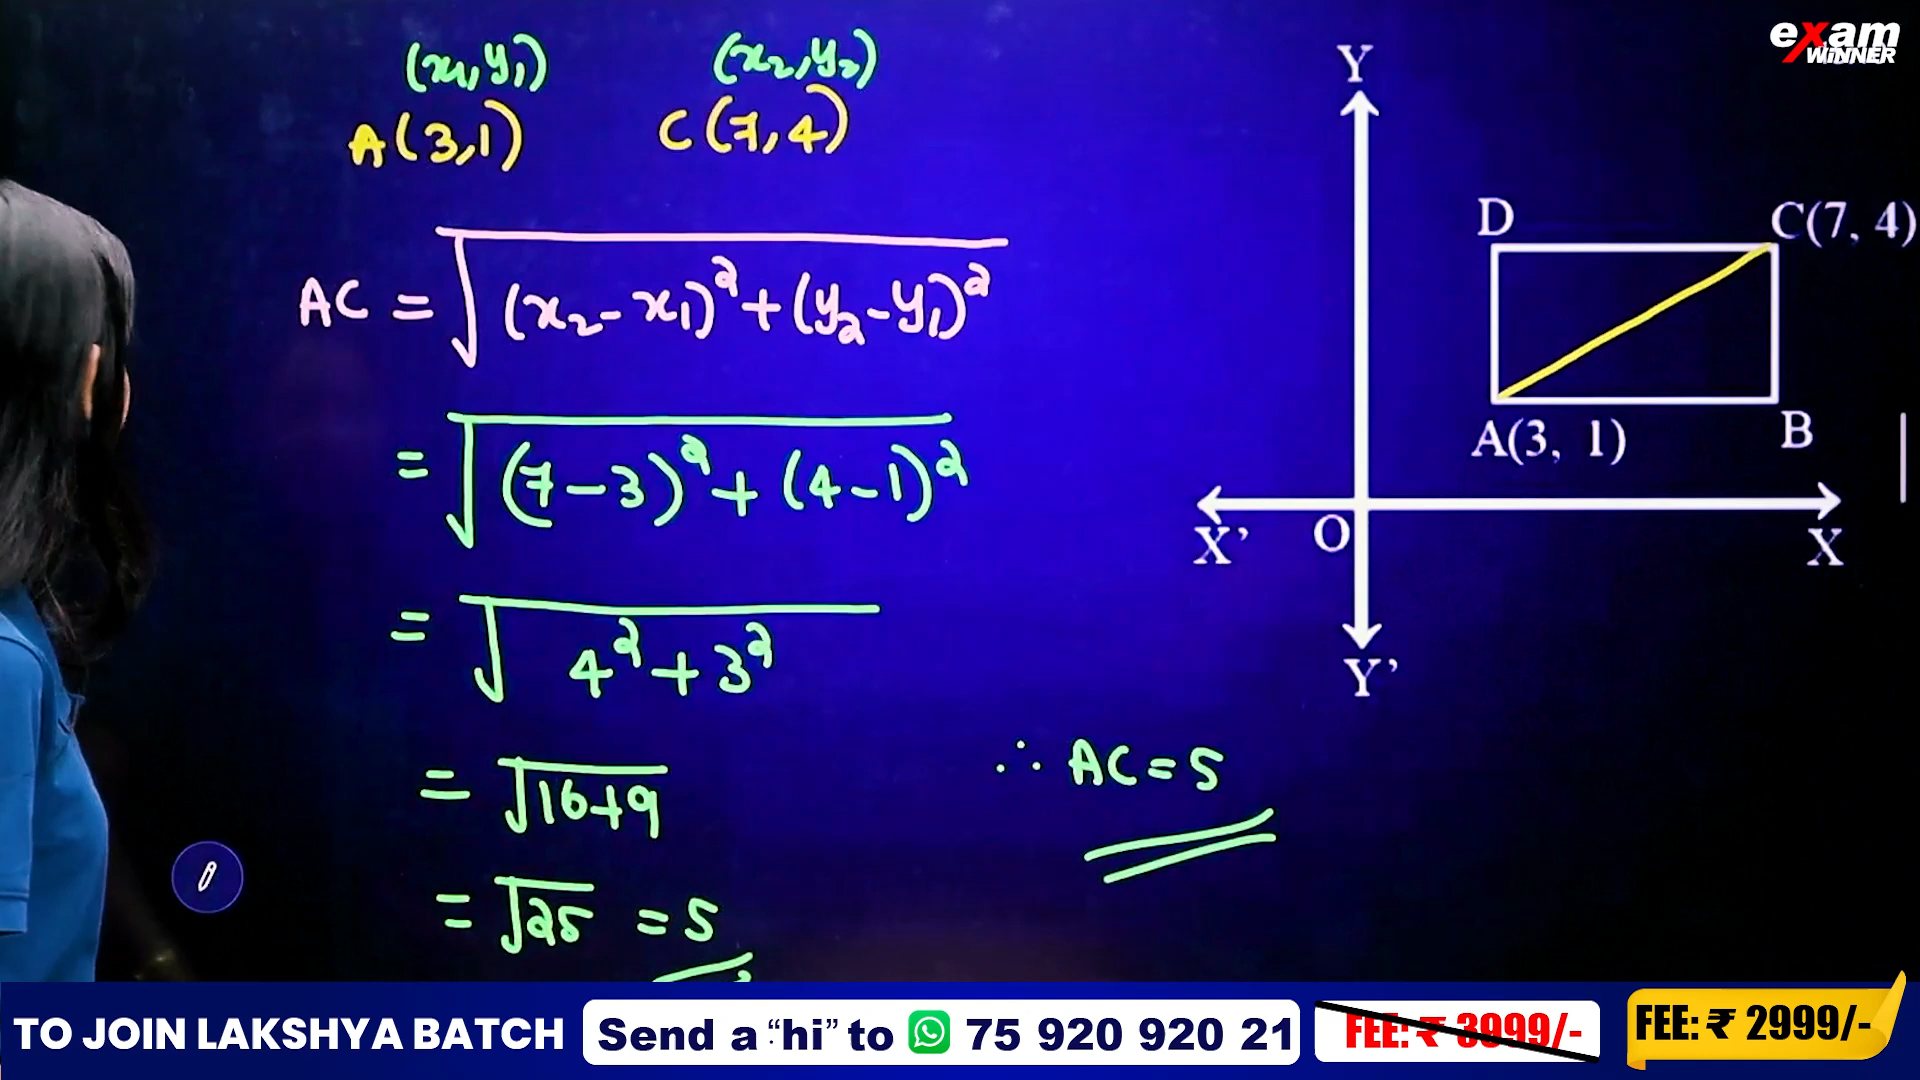 exam
WINNER
(x₁,y₁) (x₂,y₂)
A(3,1) C(7,4)
AC = √(x₂-x₁)²+(y₂-y₁)²
= √(7-3)²+(4-1)²
= √4²+3²
= √16+9
= √25 = 5
∴ AC = 5
Y
D C(7, 4)
A(3, 1) B
X’ O X
Y’
TO JOIN LAKSHYA BATCH Send a “hi” to 75 920 920 21 FEE: ₹ 3999/- FEE: ₹ 2999/-